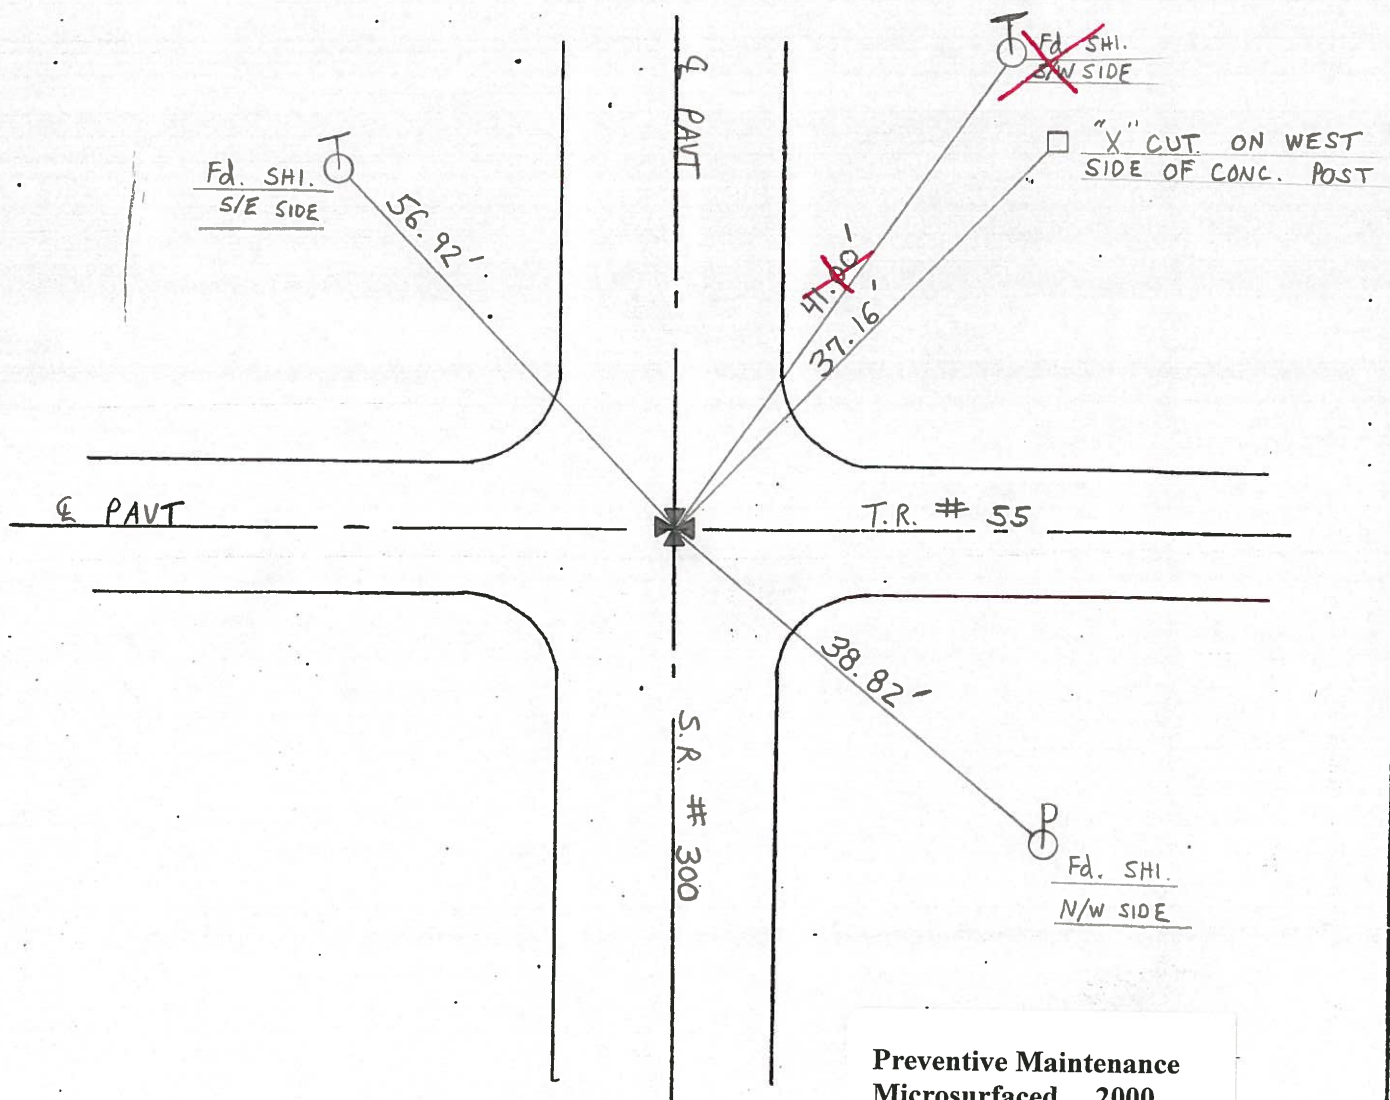 T
Fd SHI.
S/W SIDE
"X" CUT ON WEST
SIDE OF CONC. POST
T
Fd. SHI.
S/E SIDE
56.92'
℄ PAVT
41.00'
37.16'
℄ PAVT
T.R. # 55
38.82'
S.R. # 300
P
Fd. SHI.
N/W SIDE
Preventive Maintenance
Microsurfaced 2000